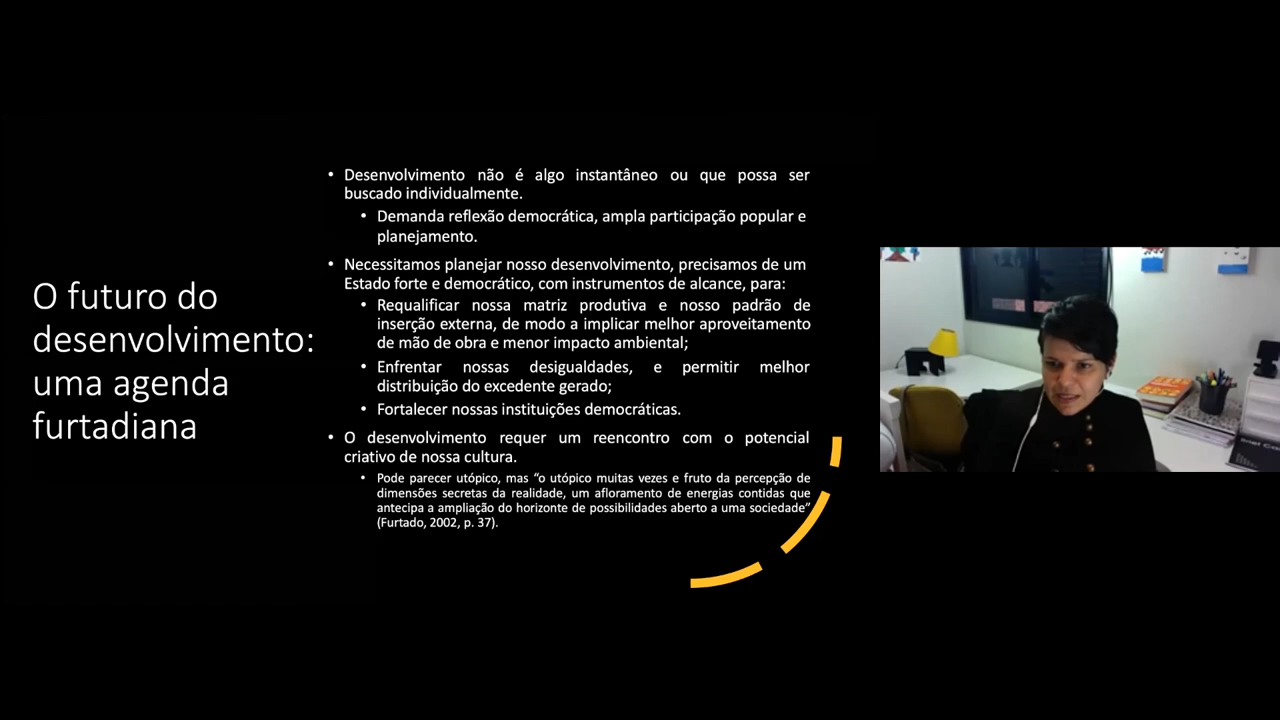 O futuro do
desenvolvimento:
uma agenda
furtadiana
• Desenvolvimento não é algo instantâneo ou que possa ser
buscado individualmente.
• Demanda reflexão democrática, ampla participação popular e
planejamento.
• Necessitamos planejar nosso desenvolvimento, precisamos de um
Estado forte e democrático, com instrumentos de alcance, para:
• Requalificar nossa matriz produtiva e nosso padrão de
inserção externa, de modo a implicar melhor aproveitamento
de mão de obra e menor impacto ambiental;
• Enfrentar nossas desigualdades, e permitir melhor
distribuição do excedente gerado;
• Fortalecer nossas instituições democráticas.
• O desenvolvimento requer um reencontro com o potencial
criativo de nossa cultura.
• Pode parecer utópico, mas “o utópico muitas vezes e fruto da percepção de
dimensões secretas da realidade, um afloramento de energias contidas que
antecipa a ampliação do horizonte de possibilidades aberto a uma sociedade”
(Furtado, 2002, p. 37).